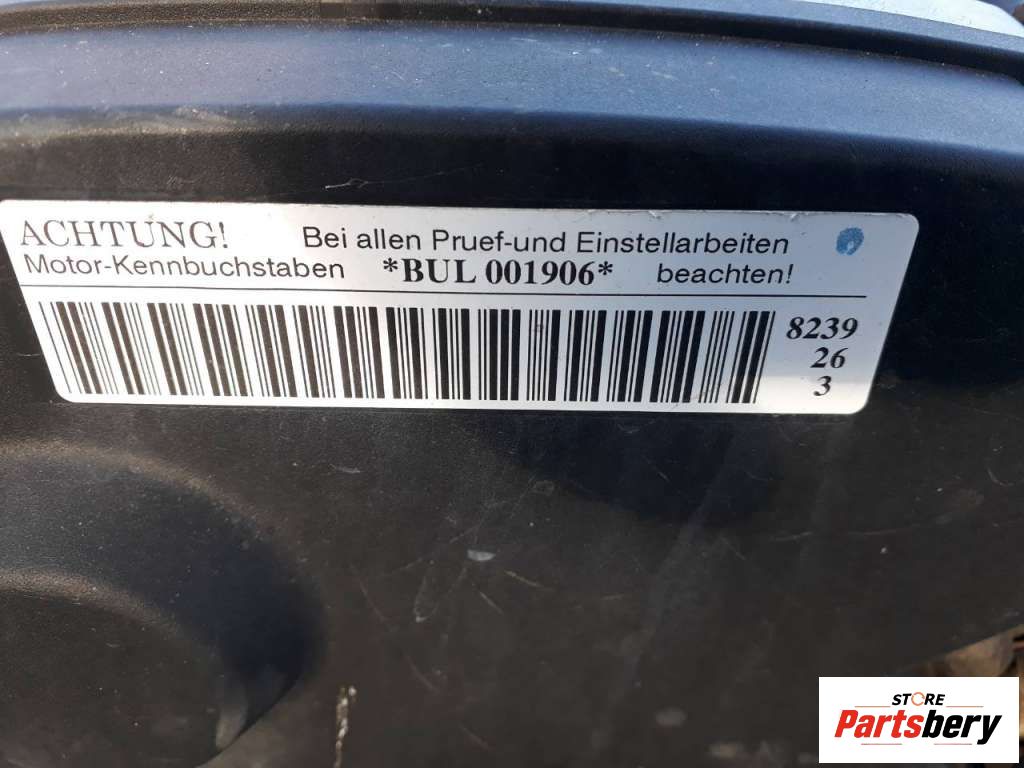 ACHTUNG! Bei allen Pruef-und Einstellarbeiten
Motor-Kennbuchstaben *BUL 001906* beachten!
8239
26
3
STORE
Partsbery